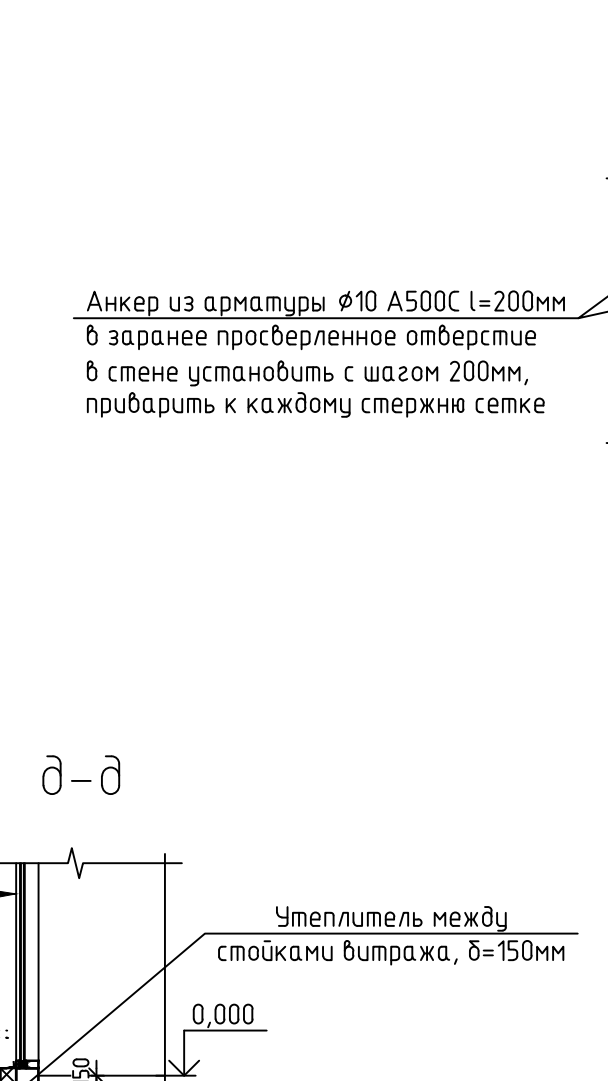 Анкер из арматуры Ø10 А500С l=200мм
в заранее просверленное отверстие
в стене установить с шагом 200мм,
приварить к каждому стержню сетке
д-д
Утеплитель между
стойками витража, δ=150мм
0,000